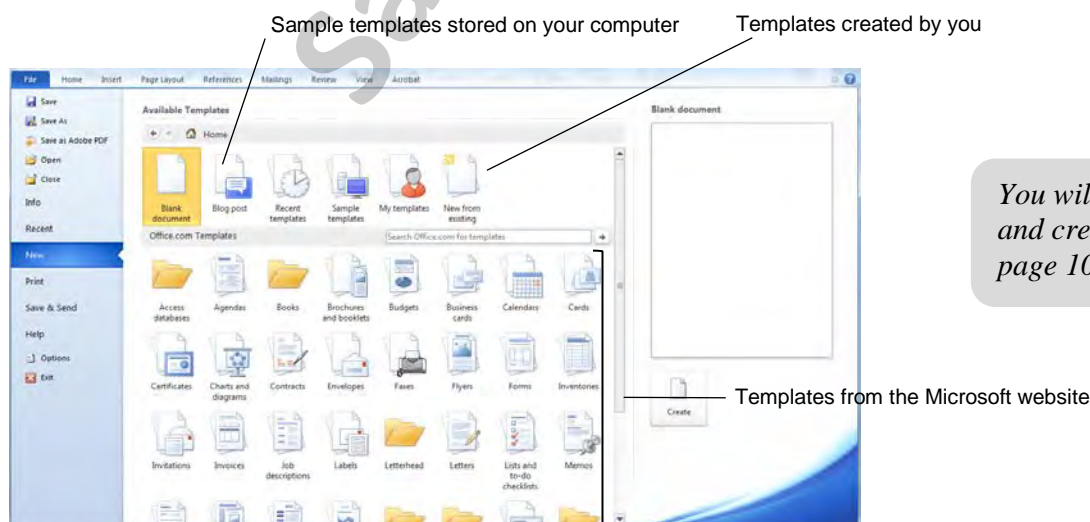 Sample templates stored on your computer
Templates created by you
File Home Insert Page Layout References Mailings Review View Acrobat
Save
Save As
Save as Adobe PDF
Open
Close
Info
Recent
New
Print
Save & Send
Help
Options
Exit
Available Templates
Home
Blank document
Blog post
Recent templates
Sample templates
My templates
New from existing
Office.com Templates
Search Office.com for templates
Access databases
Agendas
Books
Brochures and booklets
Budgets
Business cards
Calendars
Cards
Certificates
Charts and diagrams
Contracts
Envelopes
Faxes
Flyers
Forms
Inventories
Invitations
Invoices
Job descriptions
Labels
Letterhead
Letters
Lists and to-do checklists
Memos
Blank document
Create
Templates from the Microsoft website
You wil
and cre
page 10